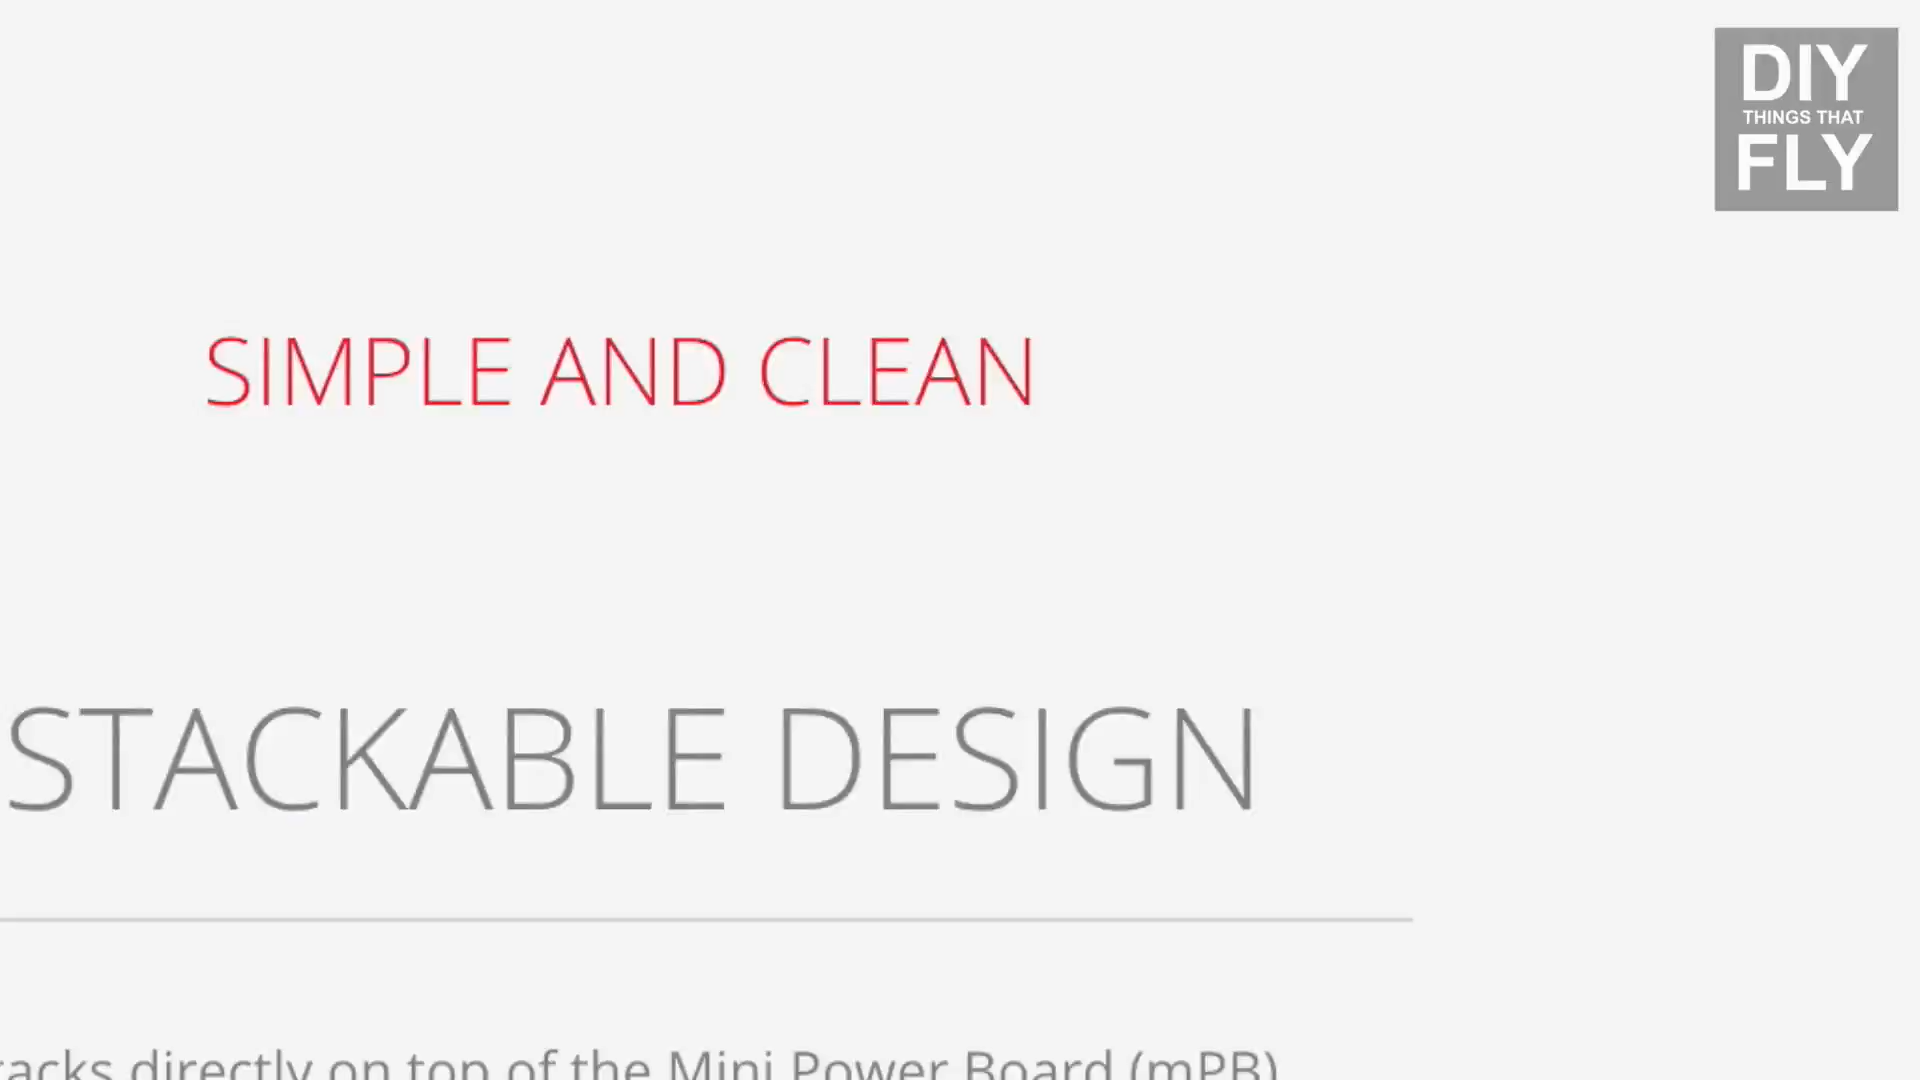 DIY
THINGS THAT
FLY
SIMPLE AND CLEAN
STACKABLE DESIGN
directly on top of the Mini Power Board (mPB)